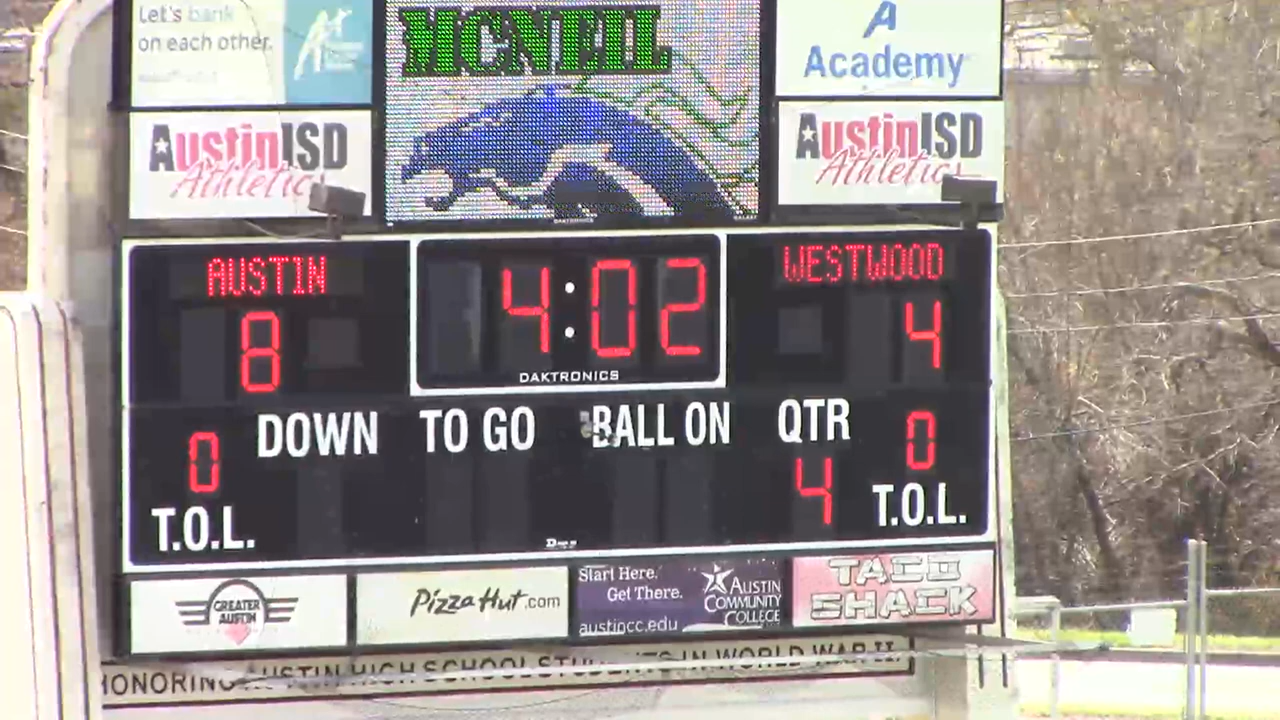 Let's bank
on each other.
MCNEIL
A
Academy
AustinISD
Athletics
AustinISD
Athletics
AUSTIN
4:02
WESTWOOD
8
4
DAKTRONICS
DOWN
TO GO
BALL ON
QTR
0
0
4
T.O.L.
T.O.L.
GREATER
AUSTIN
PizzaHut.com
Start Here.
Get There.
austincc.edu
AUSTIN
COMMUNITY
COLLEGE
TACO
SHACK
HONORING AUSTIN HIGH SCHOOL STUDENTS IN WORLD WAR II